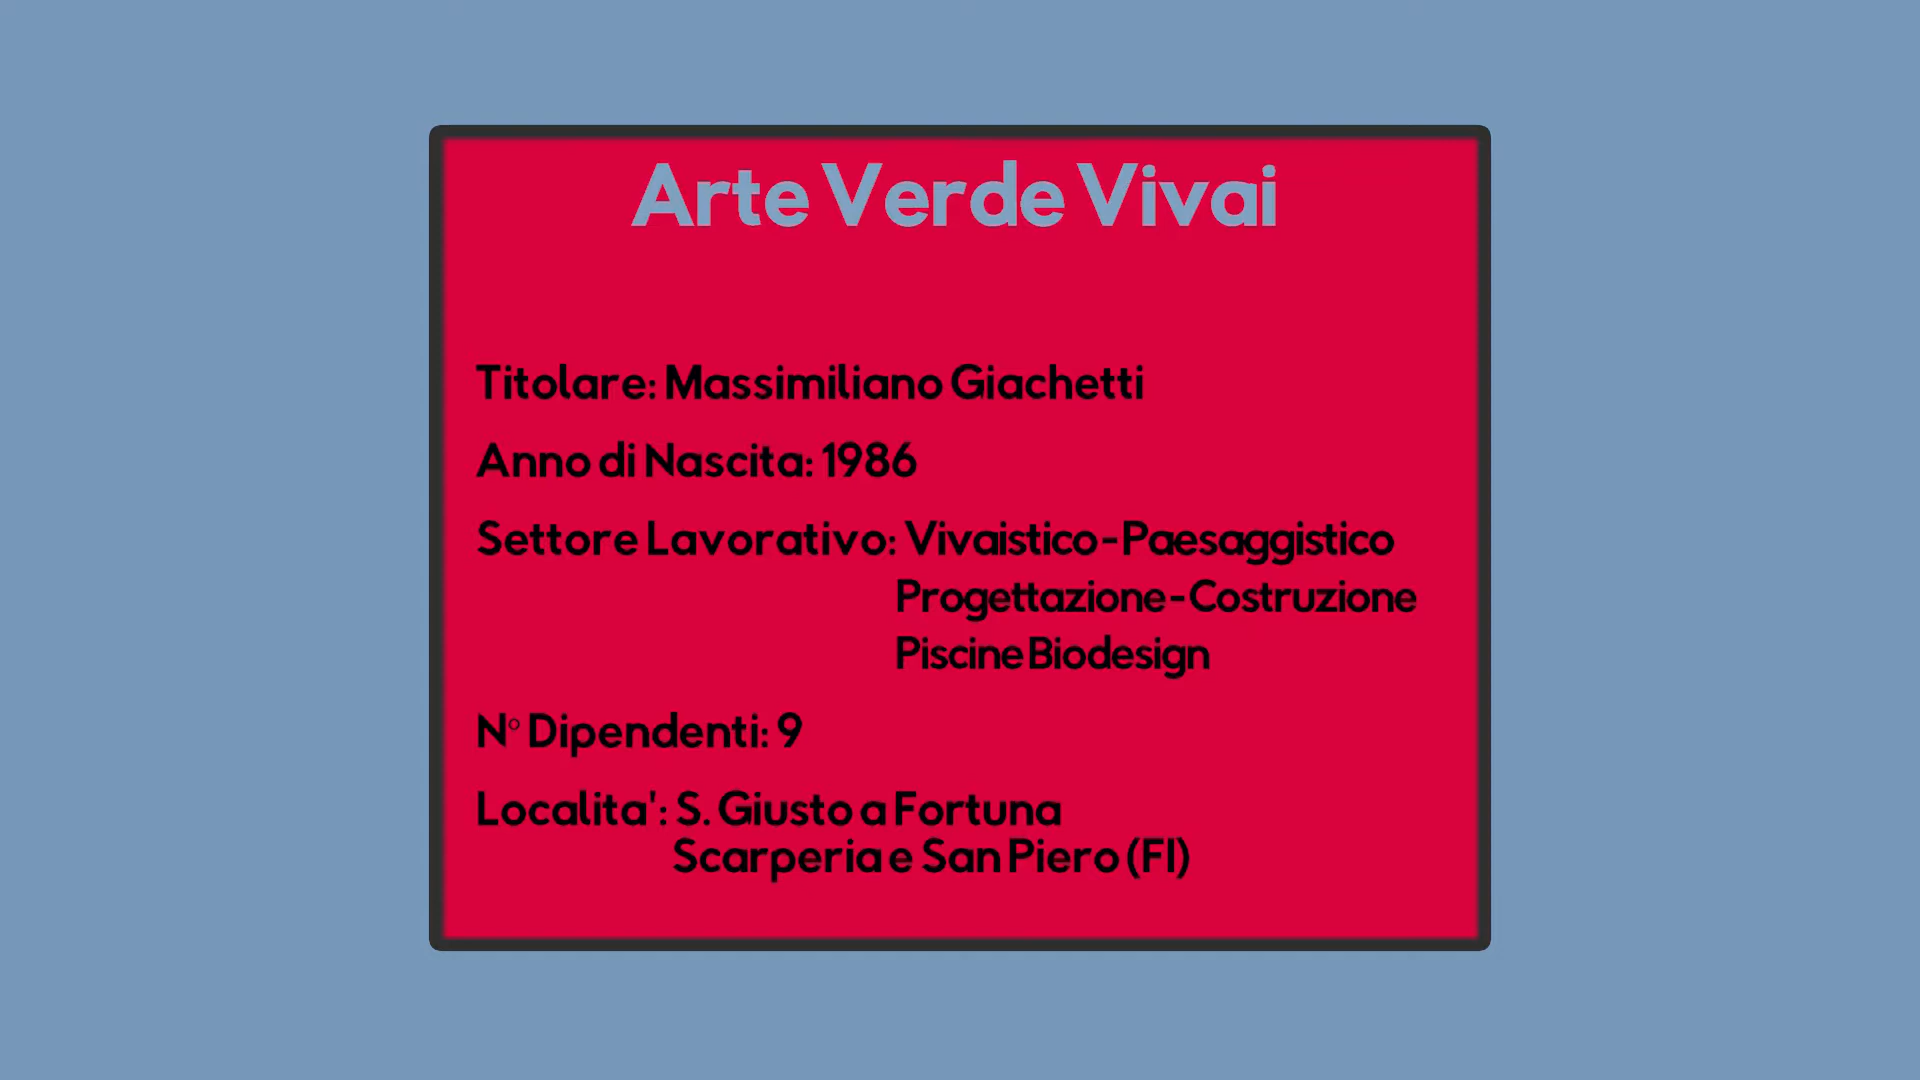 Arte Verde Vivai
Titolare: Massimiliano Giachetti
Anno di Nascita: 1986
Settore Lavorativo: Vivaistico - Paesaggistico
Progettazione - Costruzione
Piscine Biodesign
N° Dipendenti: 9
Localita': S. Giusto a Fortuna
Scarperia e San Piero (FI)